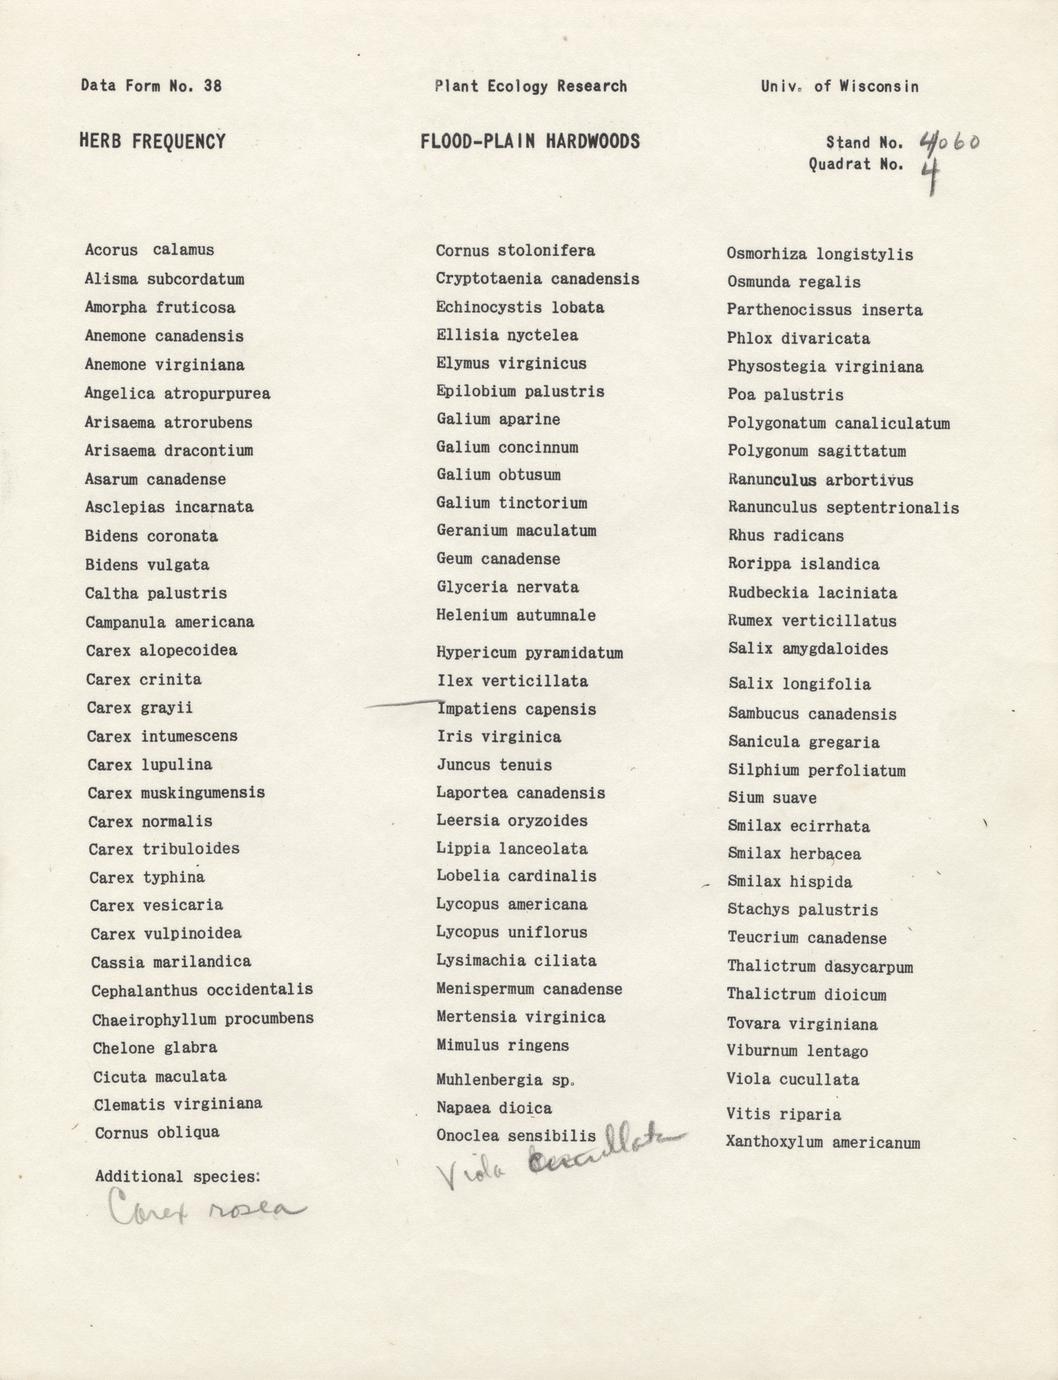 Data Form No. 38
Plant Ecology Research
Univ. of Wisconsin
HERB FREQUENCY
FLOOD-PLAIN HARDWOODS
Stand No. 4060
Quadrat No. 4
Acorus calamus
Alisma subcordatum
Amorpha fruticosa
Anemone canadensis
Anemone virginiana
Angelica atropurpurea
Arisaema atrorubens
Arisaema dracontium
Asarum canadense
Asclepias incarnata
Bidens coronata
Bidens vulgata
Caltha palustris
Campanula americana
Carex alopecoidea
Carex crinita
Carex grayii
Carex intumescens
Carex lupulina
Carex muskingumensis
Carex normalis
Carex tribuloides
Carex typhina
Carex vesicaria
Carex vulpinoidea
Cassia marilandica
Cephalanthus occidentalis
Chaeirophyllum procumbens
Chelone glabra
Cicuta maculata
Clematis virginiana
Cornus obliqua
Additional species:
Carex rosea
Cornus stolonifera
Cryptotaenia canadensis
Echinocystis lobata
Ellisia nyctelea
Elymus virginicus
Epilobium palustris
Galium aparine
Galium concinnum
Galium obtusum
Galium tinctorium
Geranium maculatum
Geum canadense
Glyceria nervata
Helenium autumnale
Hypericum pyramidatum
Ilex verticillata
Impatiens capensis
Iris virginica
Juncus tenuis
Laportea canadensis
Leersia oryzoides
Lippia lanceolata
Lobelia cardinalis
Lycopus americana
Lycopus uniflorus
Lysimachia ciliata
Menispermum canadense
Mertensia virginica
Mimulus ringens
Muhlenbergia sp.
Napaea dioica
Onoclea sensibilis
Viola cucullata
Osmorhiza longistylis
Osmunda regalis
Parthenocissus inserta
Phlox divaricata
Physostegia virginiana
Poa palustris
Polygonatum canaliculatum
Polygonum sagittatum
Ranunculus arbortivus
Ranunculus septentrionalis
Rhus radicans
Rorippa islandica
Rudbeckia laciniata
Rumex verticillatus
Salix amygdaloides
Salix longifolia
Sambucus canadensis
Sanicula gregaria
Silphium perfoliatum
Sium suave
Smilax ecirrhata
Smilax herbacea
Smilax hispida
Stachys palustris
Teucrium canadense
Thalictrum dasycarpum
Thalictrum dioicum
Tovara virginiana
Viburnum lentago
Viola cucullata
Vitis riparia
Xanthoxylum americanum